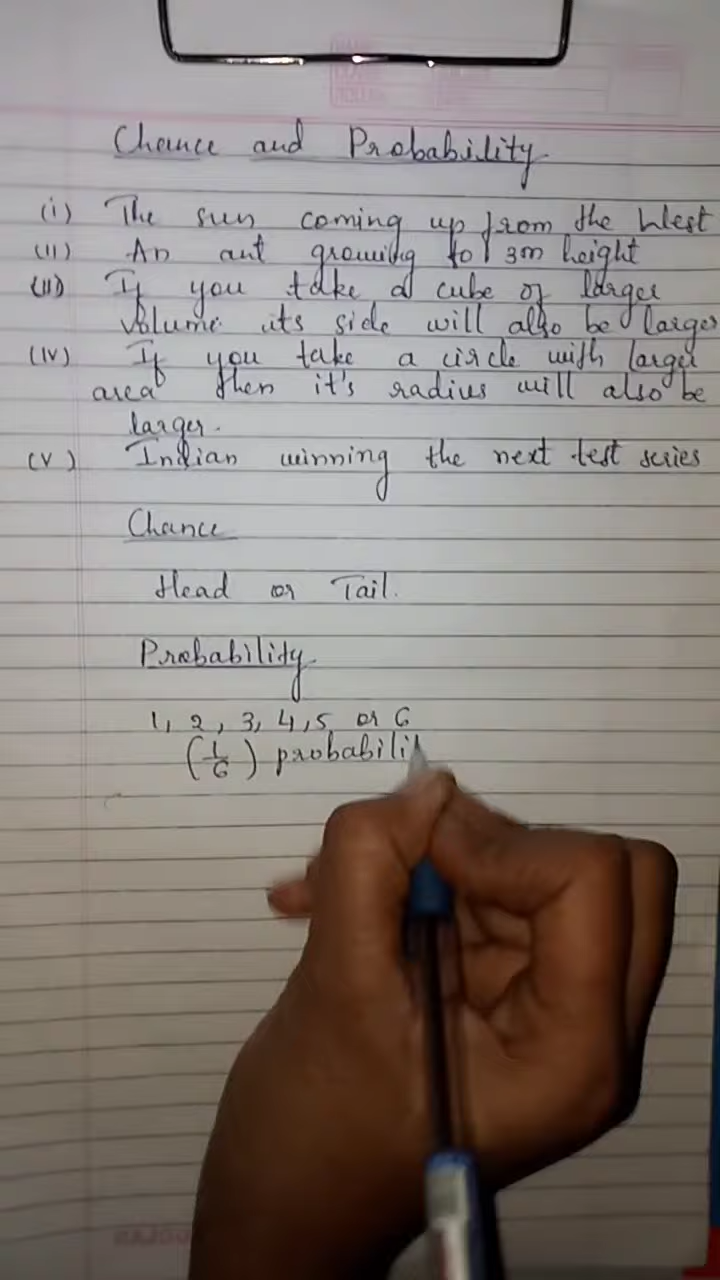 Chance and Probability
(i) The sun coming up from the West
(II) An ant growing to 3m height
(II) If you take a cube of larger
volume its side will also be larger
(IV) If you take a circle with larger
area then it's radius will also be
larger.
(V) Indian winning the next test series
Chance
Head or Tail.
Probability
1, 2, 3, 4, 5 or 6
(1/6) probabilit